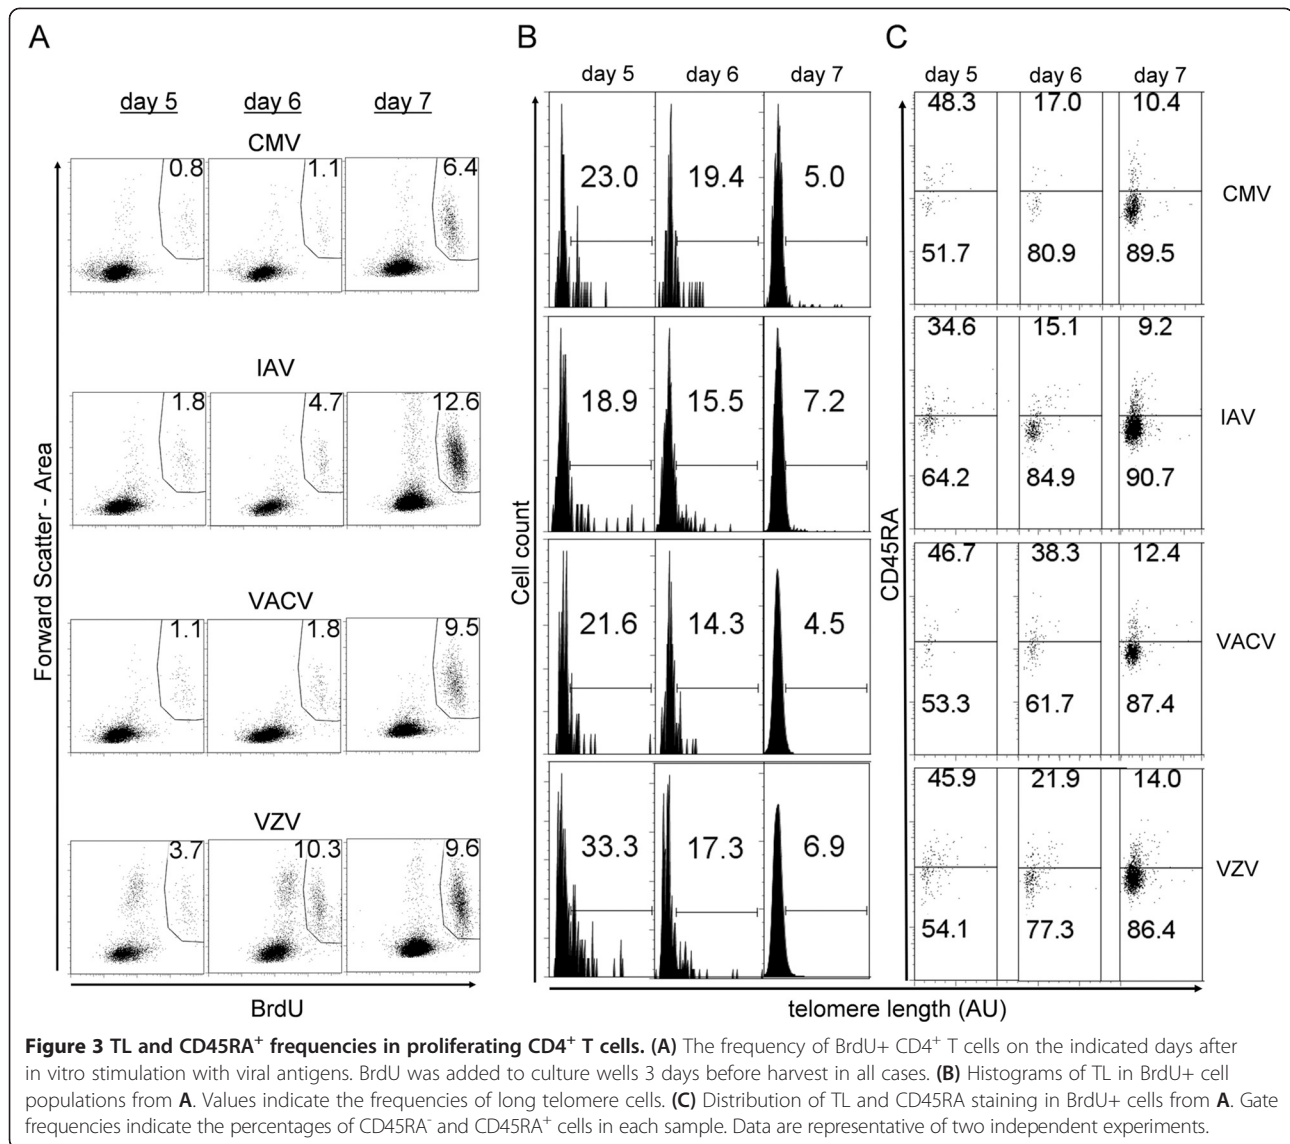 A
B
C
day 5 day 6 day 7
day 5 day 6 day 7
day 5 day 6 day 7
CMV
0.8 1.1 6.4
23.0 19.4 5.0
48.3 17.0 10.4
CMV
51.7 80.9 89.5
IAV
1.8 4.7 12.6
18.9 15.5 7.2
34.6 15.1 9.2
IAV
64.2 84.9 90.7
VACV
1.1 1.8 9.5
21.6 14.3 4.5
46.7 38.3 12.4
VACV
53.3 61.7 87.4
VZV
3.7 10.3 9.6
33.3 17.3 6.9
45.9 21.9 14.0
VZV
54.1 77.3 86.4
Forward Scatter - Area
Cell count
CD45RA
BrdU
telomere length (AU)
Figure 3 TL and CD45RA⁺ frequencies in proliferating CD4⁺ T cells. (A) The frequency of BrdU+ CD4⁺ T cells on the indicated days after
in vitro stimulation with viral antigens. BrdU was added to culture wells 3 days before harvest in all cases. (B) Histograms of TL in BrdU+ cell
populations from A. Values indicate the frequencies of long telomere cells. (C) Distribution of TL and CD45RA staining in BrdU+ cells from A. Gate
frequencies indicate the percentages of CD45RA⁻ and CD45RA⁺ cells in each sample. Data are representative of two independent experiments.